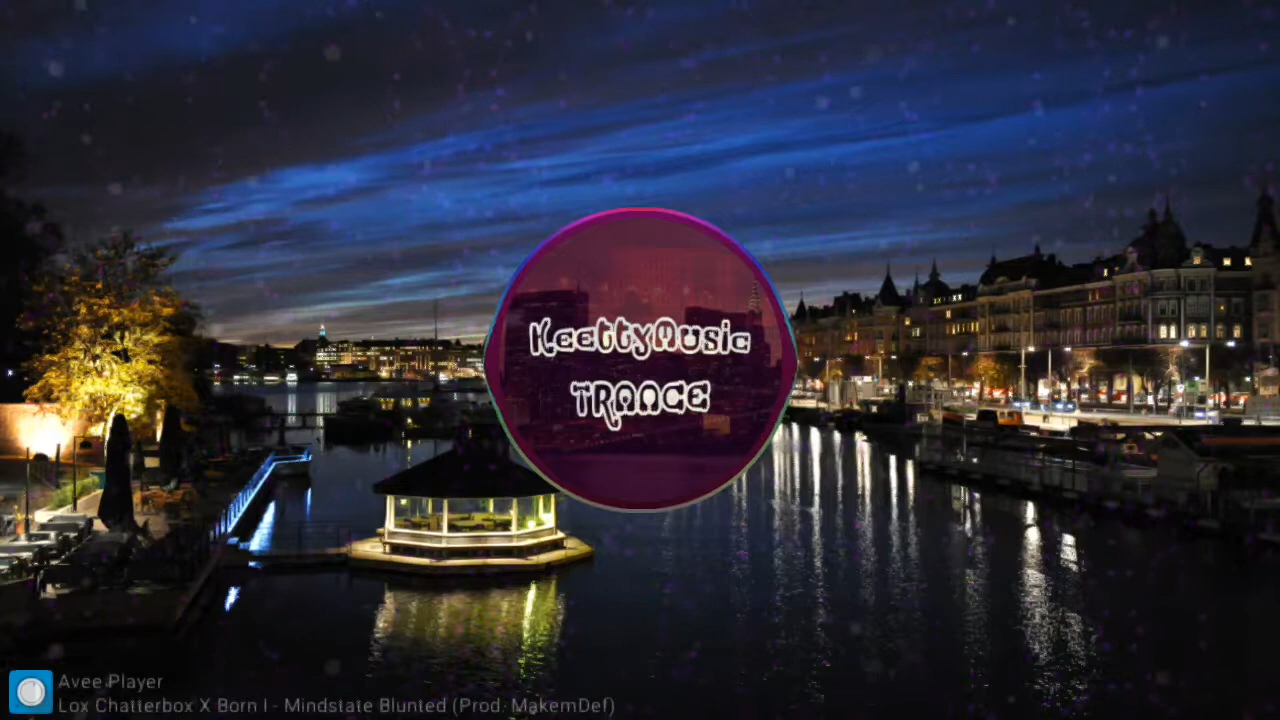 KeettyMusic
TRANCE
Avee Player
Lox Chatterbox X Born I - Mindstate Blunted (Prod. MakemDef)